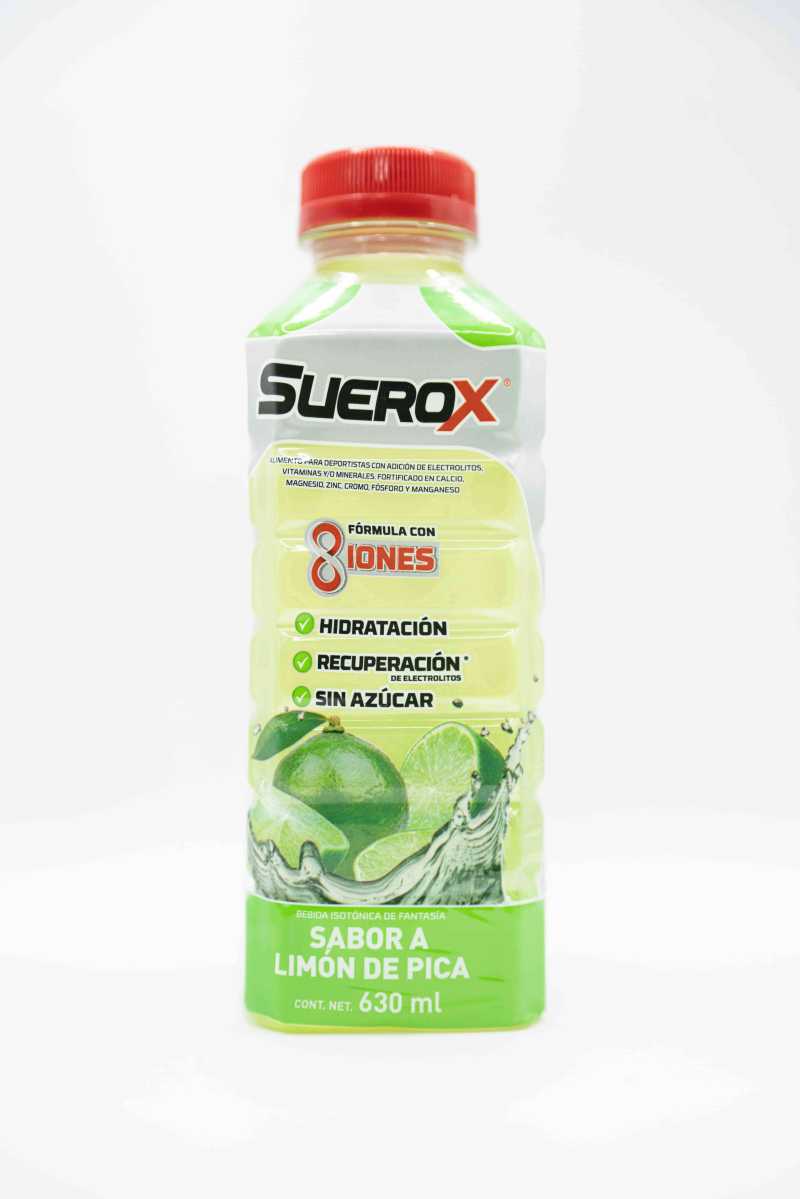 SUEROX®
ALIMENTO PARA DEPORTISTAS CON ADICIÓN DE ELECTROLITOS,
VITAMINAS Y/O MINERALES, FORTIFICADO EN CALCIO,
MAGNESIO, ZINC, CROMO, FÓSFORO Y MANGANESO
FÓRMULA CON
8 IONES
HIDRATACIÓN
RECUPERACIÓN*
DE ELECTROLITOS
SIN AZÚCAR
BEBIDA ISOTÓNICA DE FANTASÍA
SABOR A
LIMÓN DE PICA
CONT. NET. 630 ml